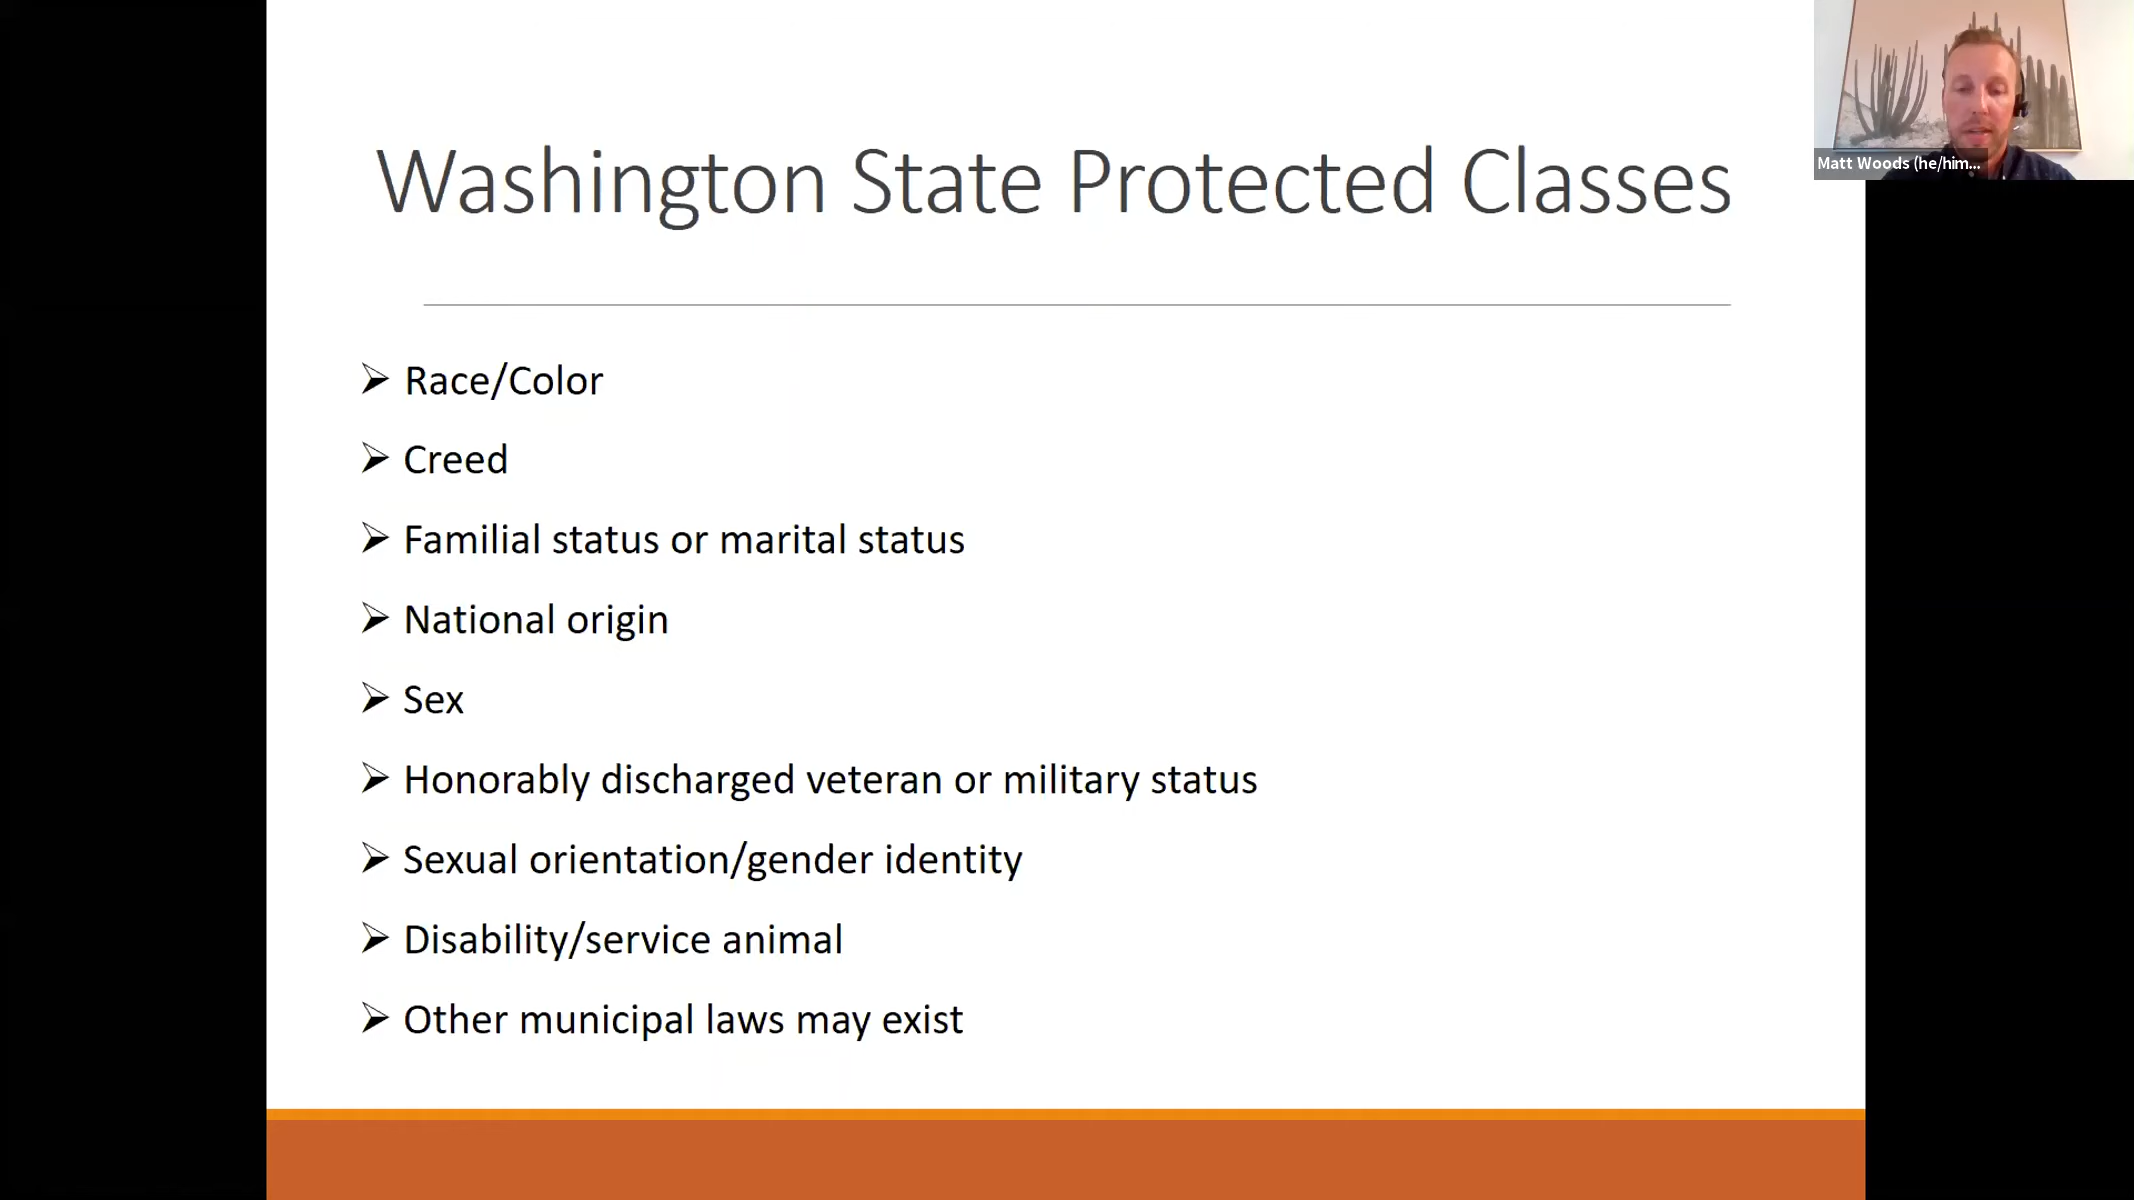 Washington State Protected Classes
Matt Woods (he/him...
Race/Color
Creed
Familial status or marital status
National origin
Sex
Honorably discharged veteran or military status
Sexual orientation/gender identity
Disability/service animal
Other municipal laws may exist